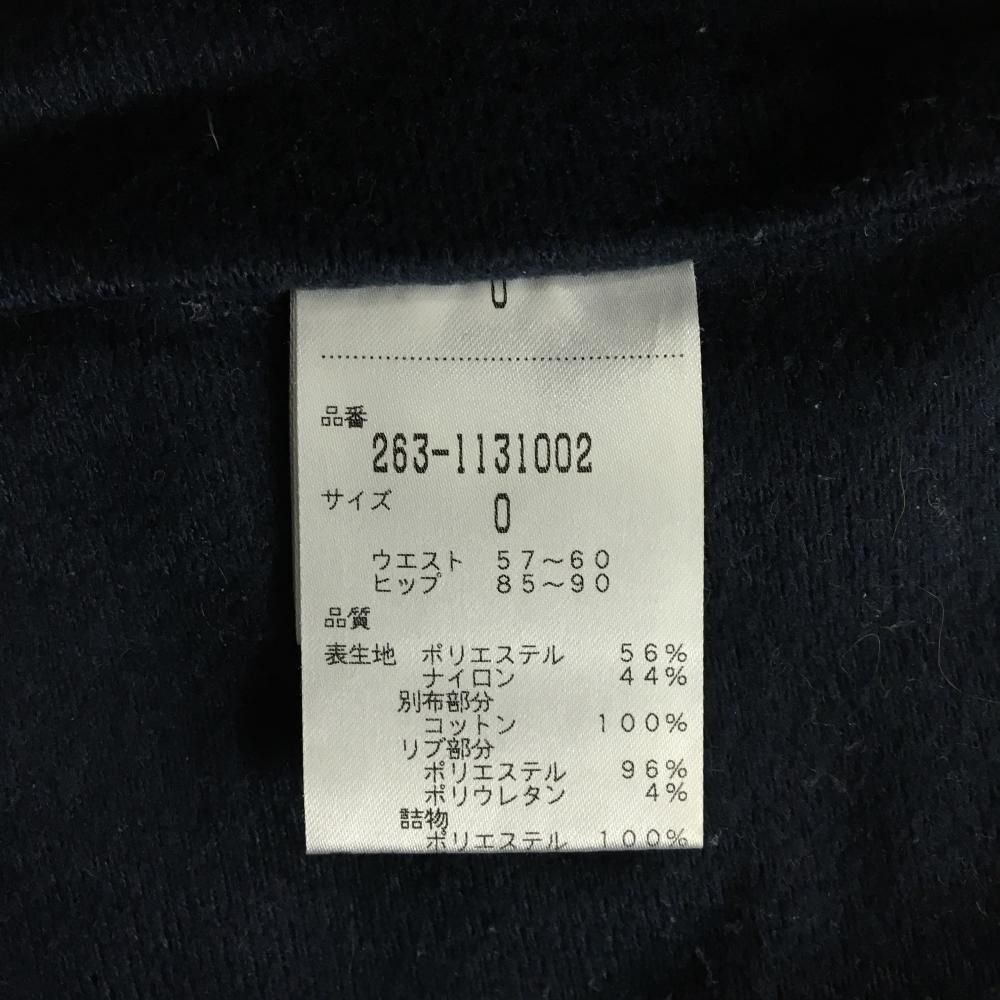 0
品番
263-1131002
サイズ
0
ウエスト 57～60
ヒップ 85～90
品質
表生地 ポリエステル 56%
ナイロン 44%
別布部分
コットン 100%
リブ部分
ポリエステル 96%
ポリウレタン 4%
詰物
ポリエステル 100%